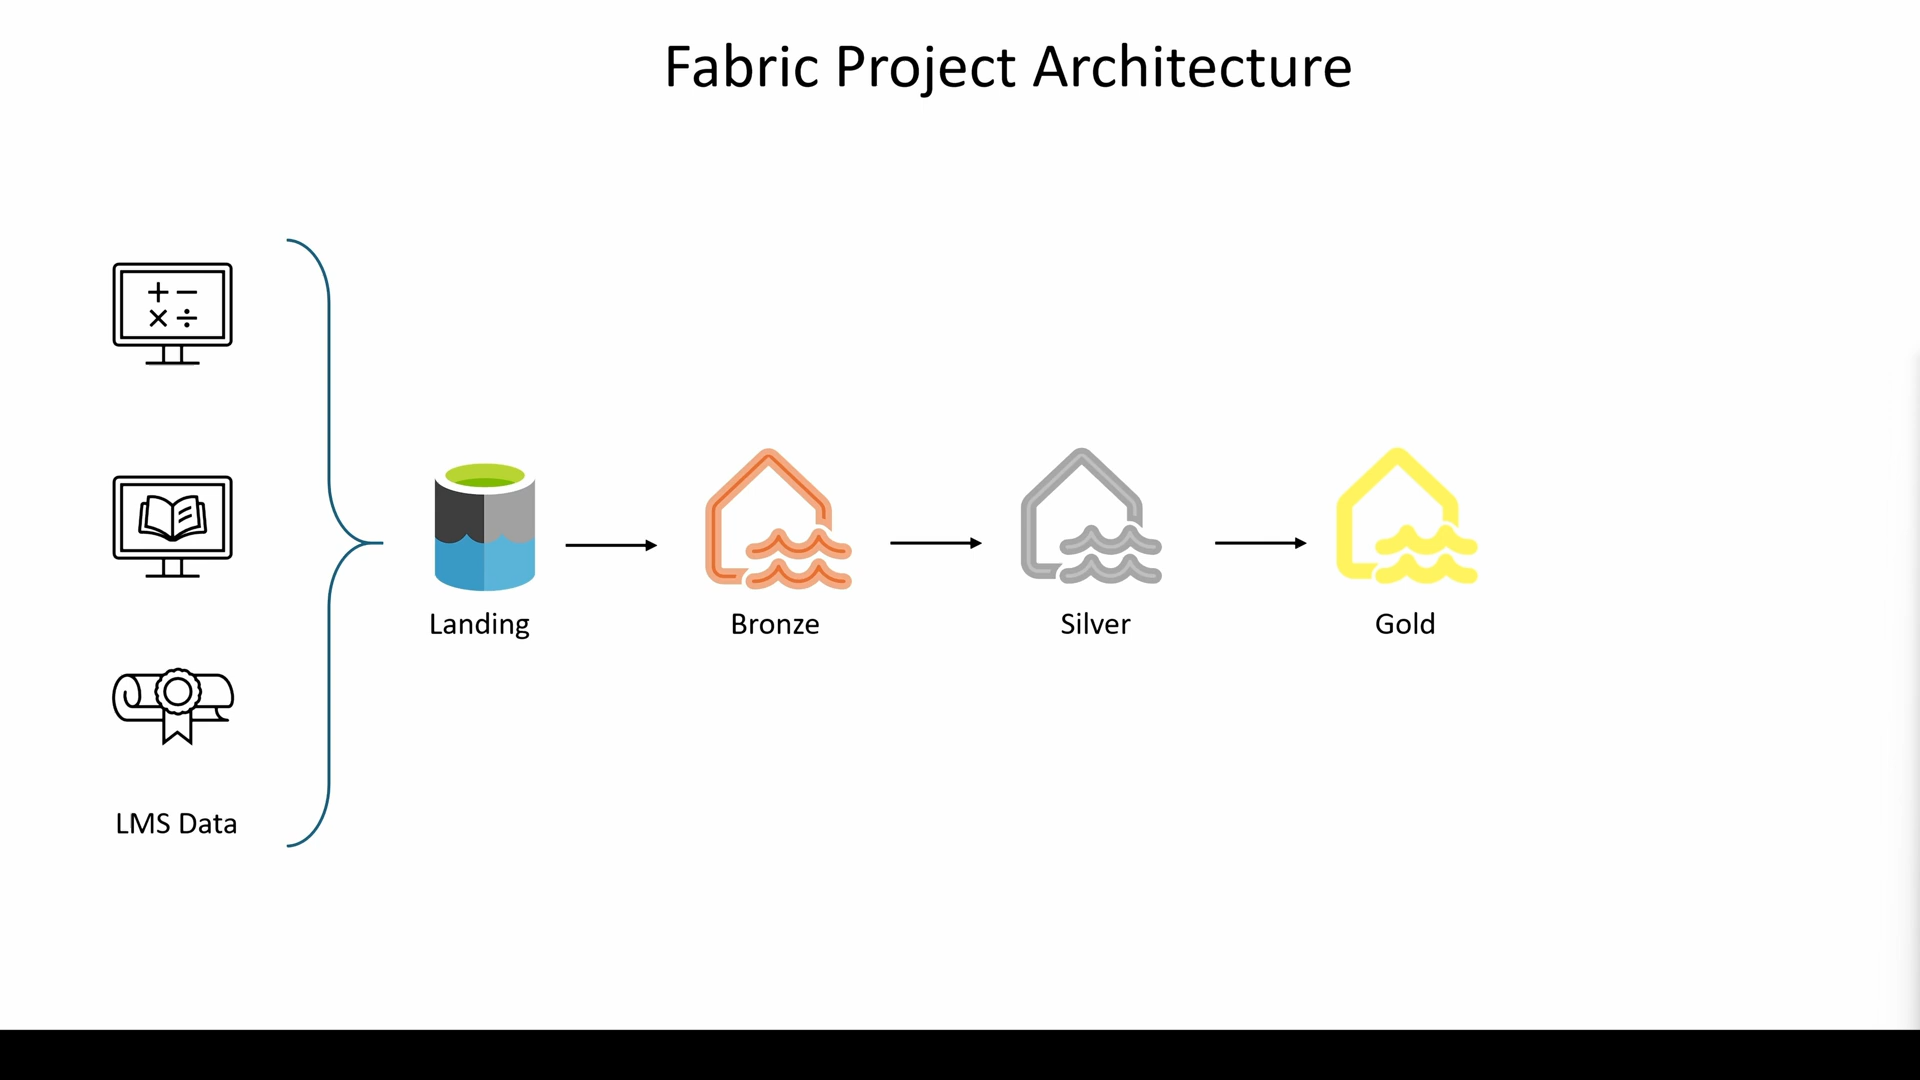 Fabric Project Architecture
+ −
× ÷
LMS Data
Landing
Bronze
Silver
Gold